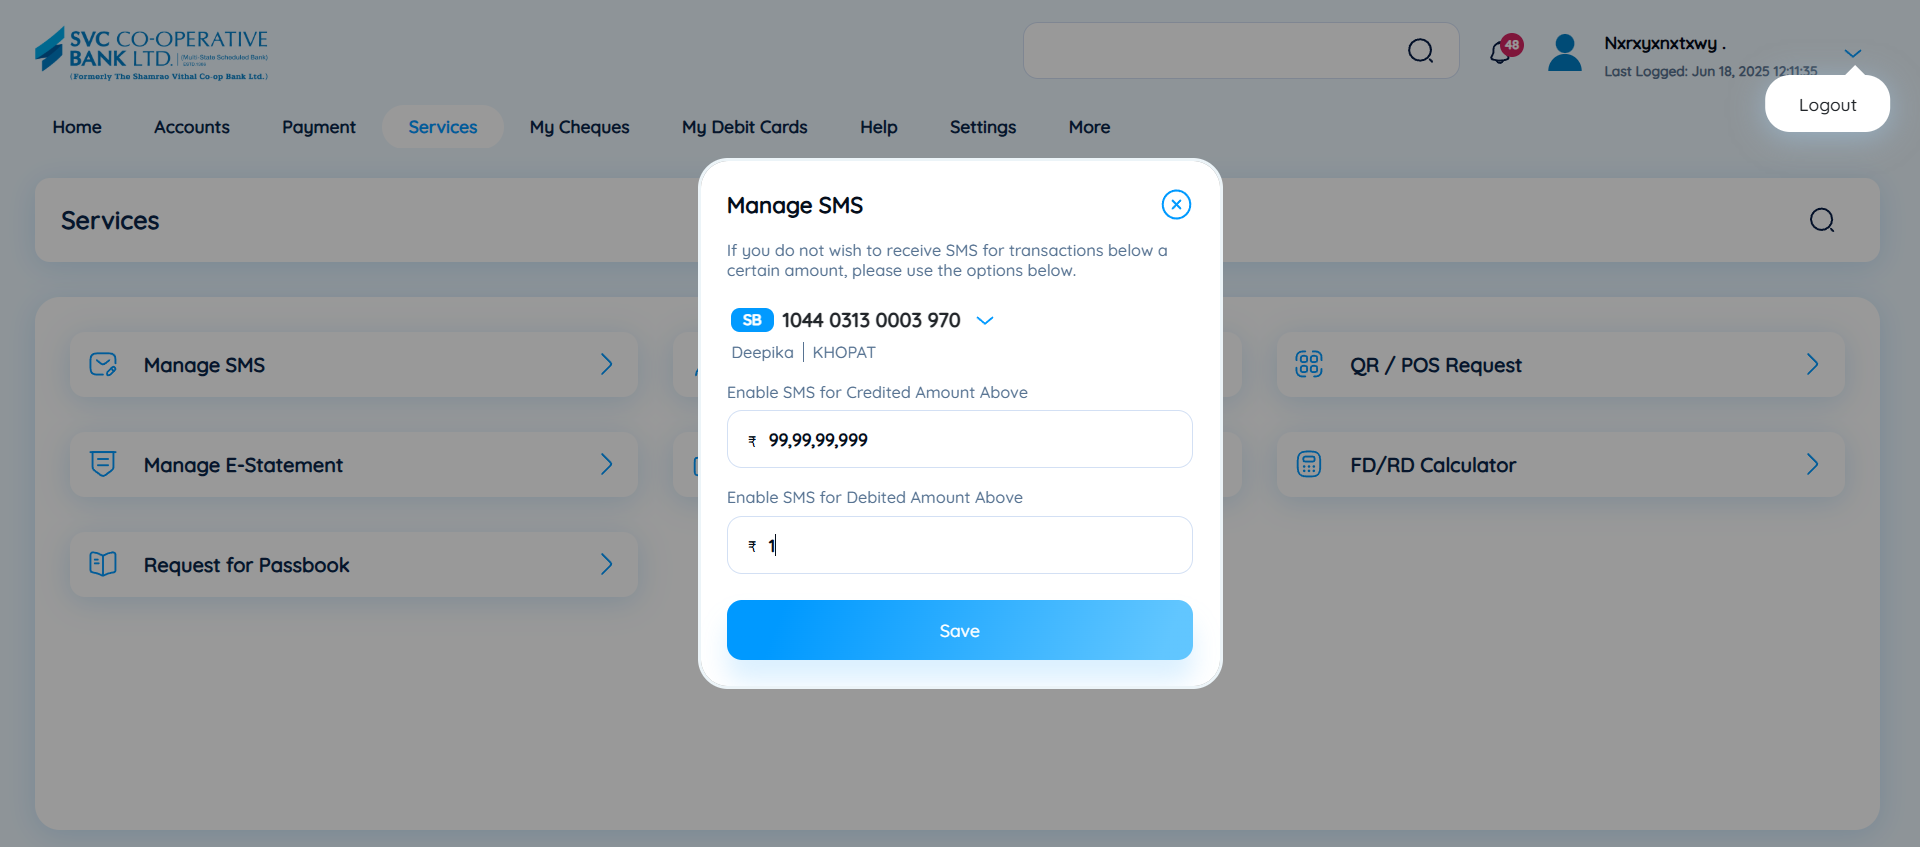 SVC CO-OPERATIVE
BANK LTD. (Multi-State Scheduled Bank)
(Formerly The Shamrao Vithal Co-op Bank Ltd.)
48
Nxrxyxnxtxwy .
Last Logged: Jun 18, 2025 12:11:35
Logout
Home Accounts Payment Services My Cheques My Debit Cards Help Settings More
Services
Manage SMS
Manage E-Statement
Request for Passbook
QR / POS Request
FD/RD Calculator
Manage SMS
If you do not wish to receive SMS for transactions below a
certain amount, please use the options below.
SB 1044 0313 0003 970
Deepika | KHOPAT
Enable SMS for Credited Amount Above
₹ 99,99,99,999
Enable SMS for Debited Amount Above
₹ 1
Save